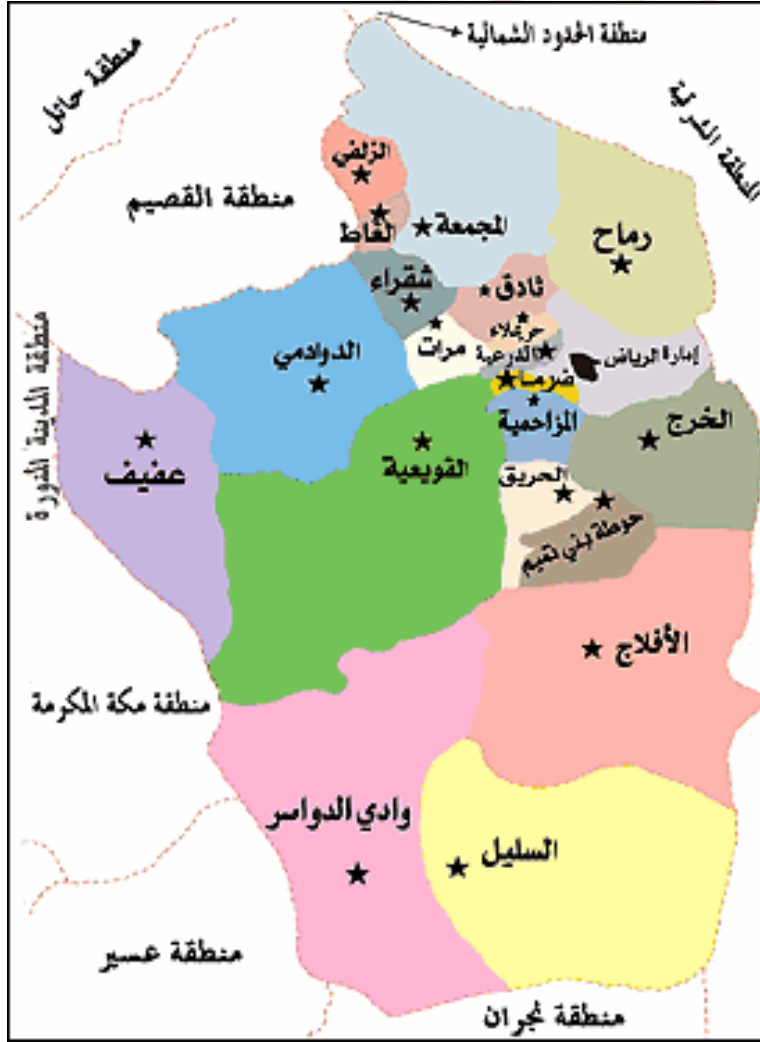 منطقة الحدود الشمالية
منطقة حائل
المنطقة الشرقية
الزلفي
منطقة القصيم
الغاط
المجمعة
رماح
شقراء
ثادق
حريملاء
مرات
الدرعية
إمارة الرياض
الدوادمي
ضرما
منطقة المدينة المنورة
المزاحمية
الخرج
عفيف
القويعية
الحريق
حوطة بني تميم
الأفلاج
منطقة مكة المكرمة
وادي الدواسر
السليل
منطقة عسير
منطقة نجران